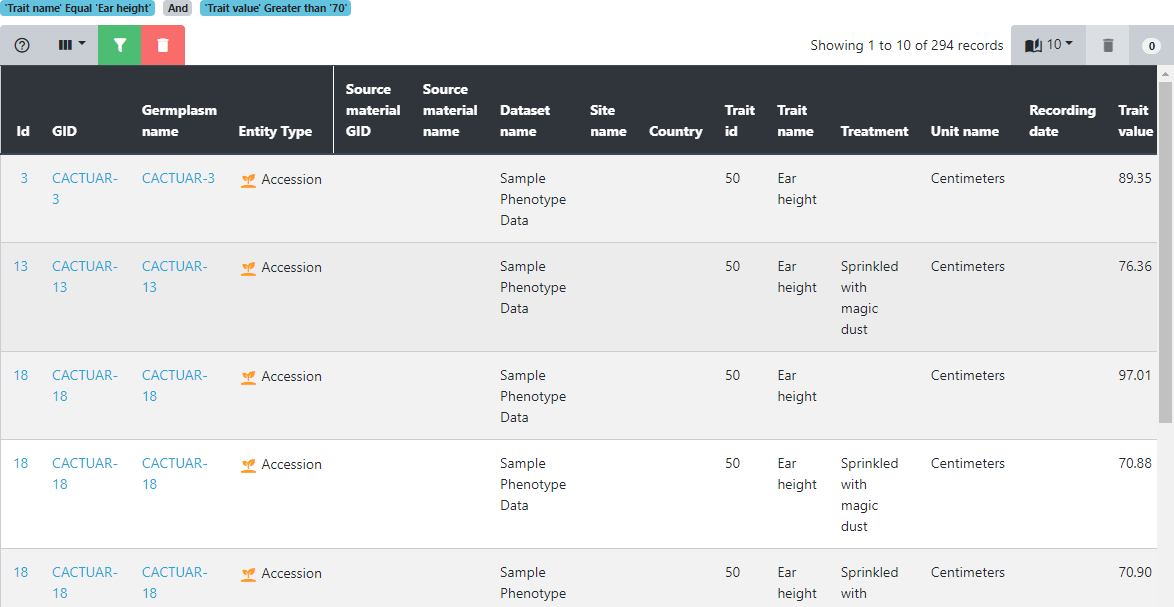 'Trait name' Equal 'Ear height' And 'Trait value' Greater than '70'
Showing 1 to 10 of 294 records 10 0
Id GID Germplasm name Entity Type Source material GID Source material name Dataset name Site name Country Trait id Trait name Treatment Unit name Recording date Trait value
3 CACTUAR-3 CACTUAR-3 Accession Sample Phenotype Data 50 Ear height Centimeters 89.35
13 CACTUAR-13 CACTUAR-13 Accession Sample Phenotype Data 50 Ear height Sprinkled with magic dust Centimeters 76.36
18 CACTUAR-18 CACTUAR-18 Accession Sample Phenotype Data 50 Ear height Centimeters 97.01
18 CACTUAR-18 CACTUAR-18 Accession Sample Phenotype Data 50 Ear height Sprinkled with magic dust Centimeters 70.88
18 CACTUAR-18 CACTUAR-18 Accession Sample Phenotype 50 Ear height Sprinkled with Centimeters 70.90